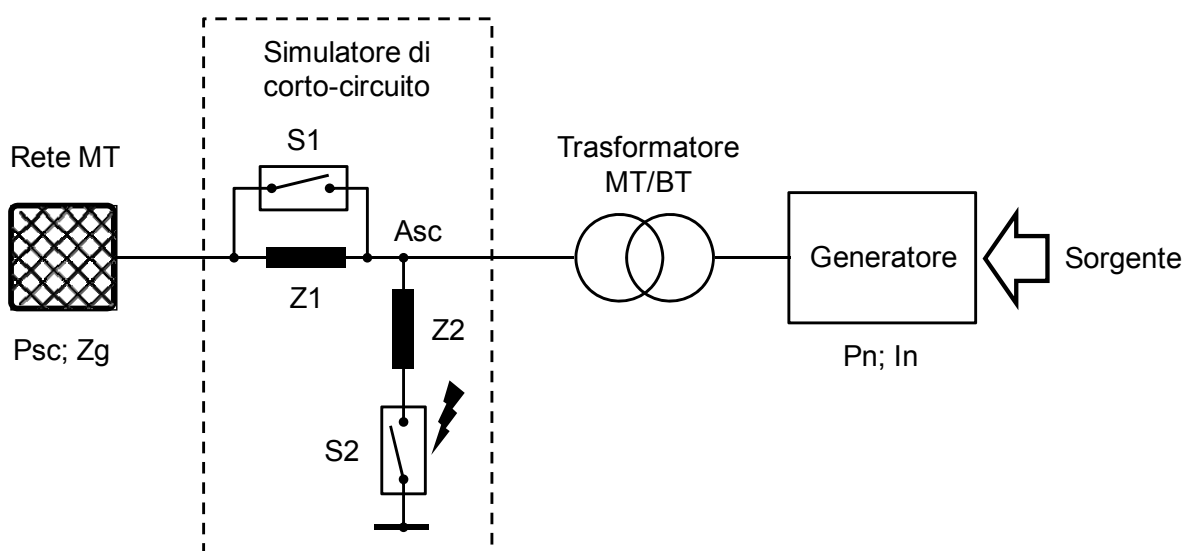 Simulatore di
corto-circuito
S1
Rete MT
Trasformatore
MT/BT
Asc
Generatore
Sorgente
Z1
Z2
Psc; Zg
Pn; In
S2